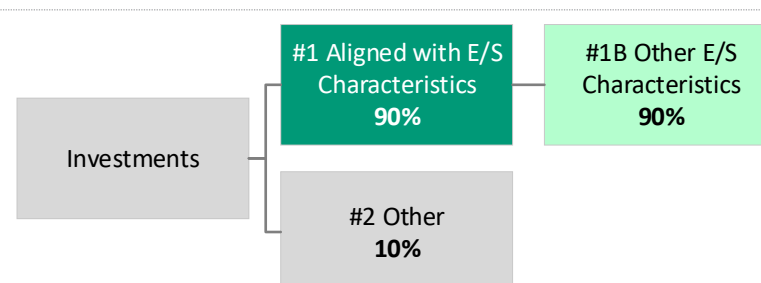 #1 Aligned with E/S
Characteristics
90%
#1B Other E/S
Characteristics
90%
Investments
#2 Other
10%